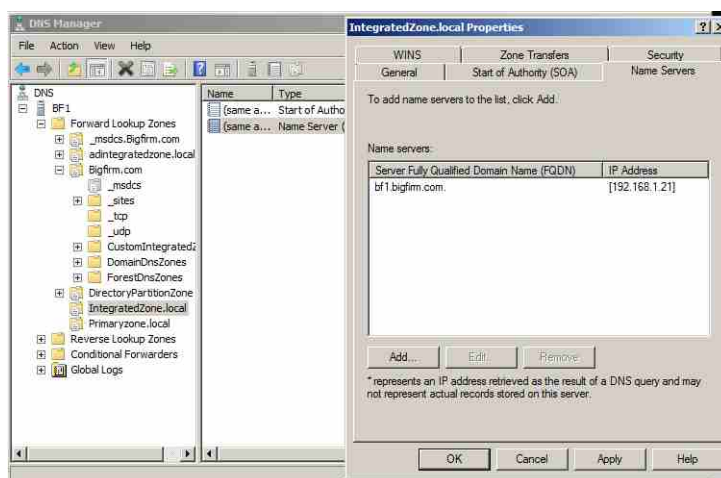 DNS Manager
File Action View Help
DNS
BF1
Forward Lookup Zones
_msdcs.Bigfirm.com
adintegratedzone.local
Bigfirm.com
_msdcs
_sites
_tcp
_udp
CustomIntegratedZ
DomainDnsZones
ForestDnsZones
DirectoryPartitionZone
IntegratedZone.local
Primaryzone.local
Reverse Lookup Zones
Conditional Forwarders
Global Logs
Name Type
(same a... Start of Autho
(same a... Name Server (
IntegratedZone.local Properties
WINS Zone Transfers Security
General Start of Authority (SOA) Name Servers
To add name servers to the list, click Add.
Name servers:
Server Fully Qualified Domain Name (FQDN) IP Address
bf1.bigfirm.com. [192.168.1.21]
Add... Edit... Remove
* represents an IP address retrieved as the result of a DNS query and may
not represent actual records stored on this server.
OK Cancel Apply Help